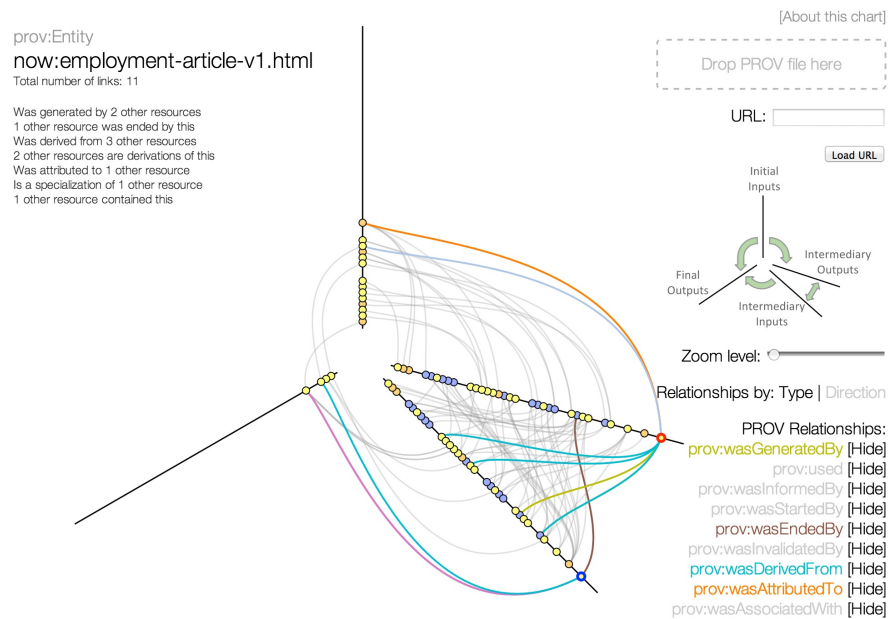 prov:Entity
now:employment-article-v1.html
Total number of links: 11
Was generated by 2 other resources
1 other resource was ended by this
Was derived from 3 other resources
2 other resources are derivations of this
Was attributed to 1 other resource
Is a specialization of 1 other resource
1 other resource contained this
[About this chart]
Drop PROV file here
URL:
Load URL
Initial
Inputs
Intermediary
Outputs
Final
Outputs
Intermediary
Inputs
Zoom level:
Relationships by: Type | Direction
PROV Relationships:
prov:wasGeneratedBy [Hide]
prov:used [Hide]
prov:wasInformedBy [Hide]
prov:wasStartedBy [Hide]
prov:wasEndedBy [Hide]
prov:wasInvalidatedBy [Hide]
prov:wasDerivedFrom [Hide]
prov:wasAttributedTo [Hide]
prov:wasAssociatedWith [Hide]